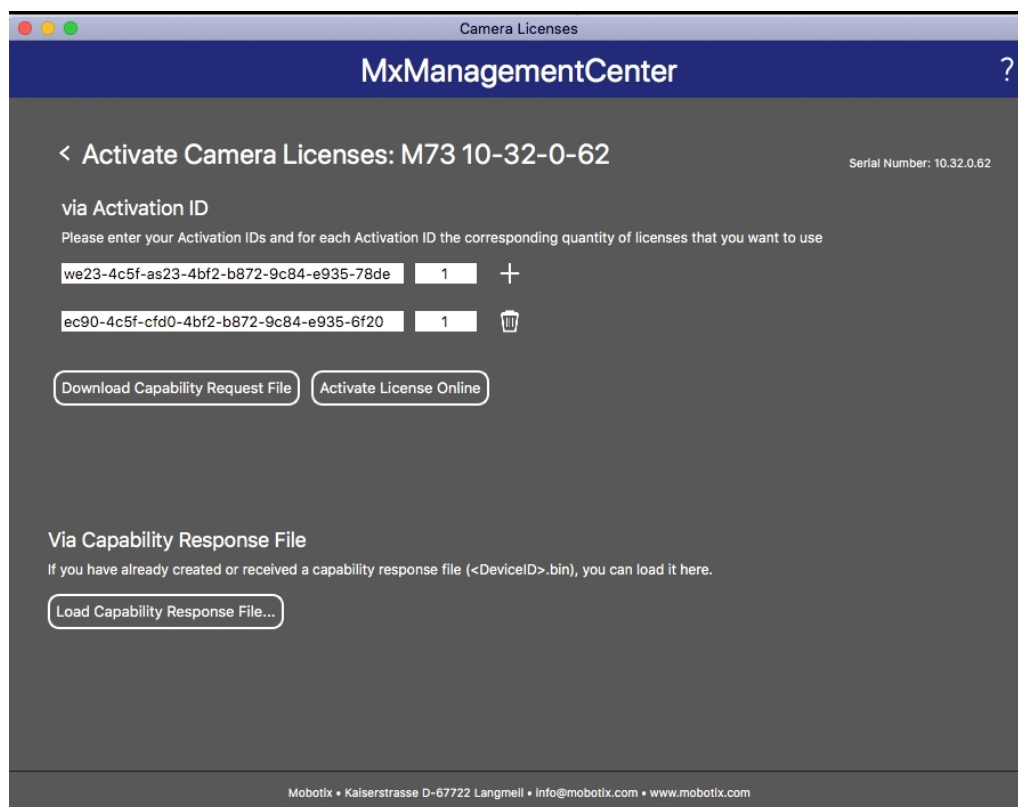 Camera Licenses
MxManagementCenter
?
< Activate Camera Licenses: M73 10-32-0-62
Serial Number: 10.32.0.62
via Activation ID
Please enter your Activation IDs and for each Activation ID the corresponding quantity of licenses that you want to use
we23-4c5f-as23-4bf2-b872-9c84-e935-78de 1 +
ec90-4c5f-cfd0-4bf2-b872-9c84-e935-6f20 1
Download Capability Request File Activate License Online
Via Capability Response File
If you have already created or received a capability response file (<DeviceID>.bin), you can load it here.
Load Capability Response File...
Mobotix • Kaiserstrasse D-67722 Langmeil • info@mobotix.com • www.mobotix.com